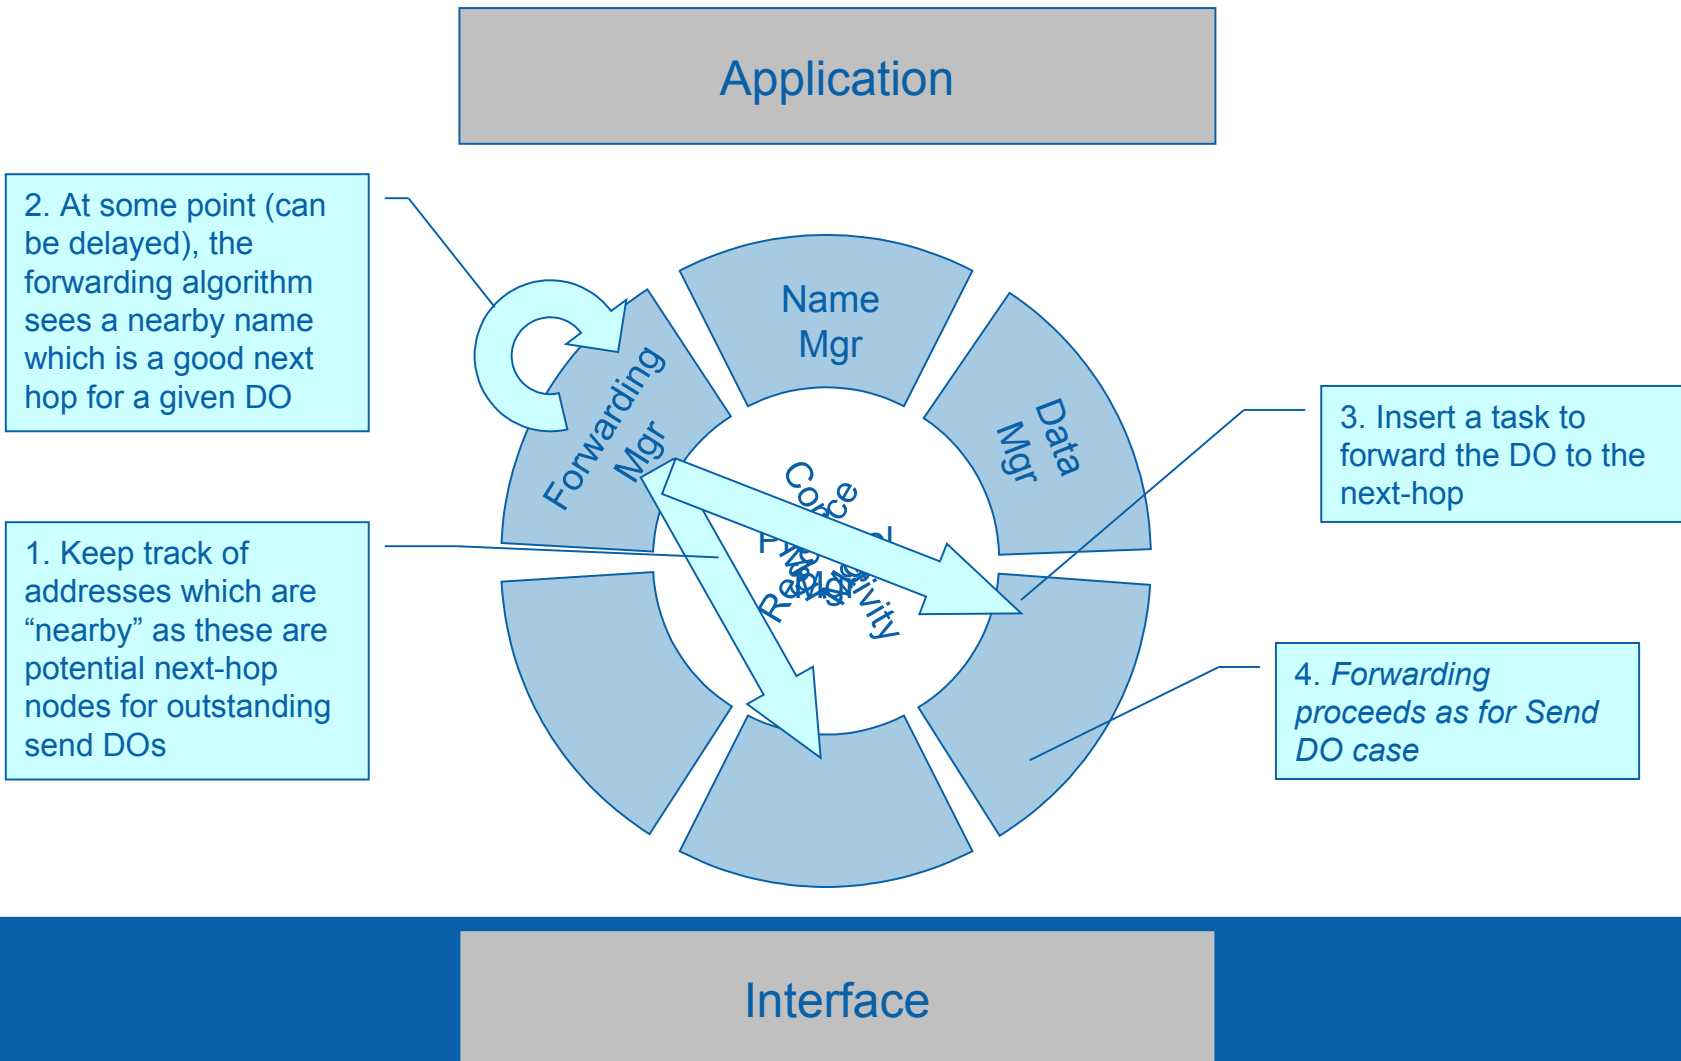 Application
2. At some point (can
be delayed), the
forwarding algorithm
sees a nearby name
which is a good next
hop for a given DO
Name
Mgr
Forwarding
Mgr
Data
Mgr
3. Insert a task to
forward the DO to the
next-hop
1. Keep track of
addresses which are
“nearby” as these are
potential next-hop
nodes for outstanding
send DOs
Mgr
4. Forwarding
proceeds as for Send
DO case
Interface